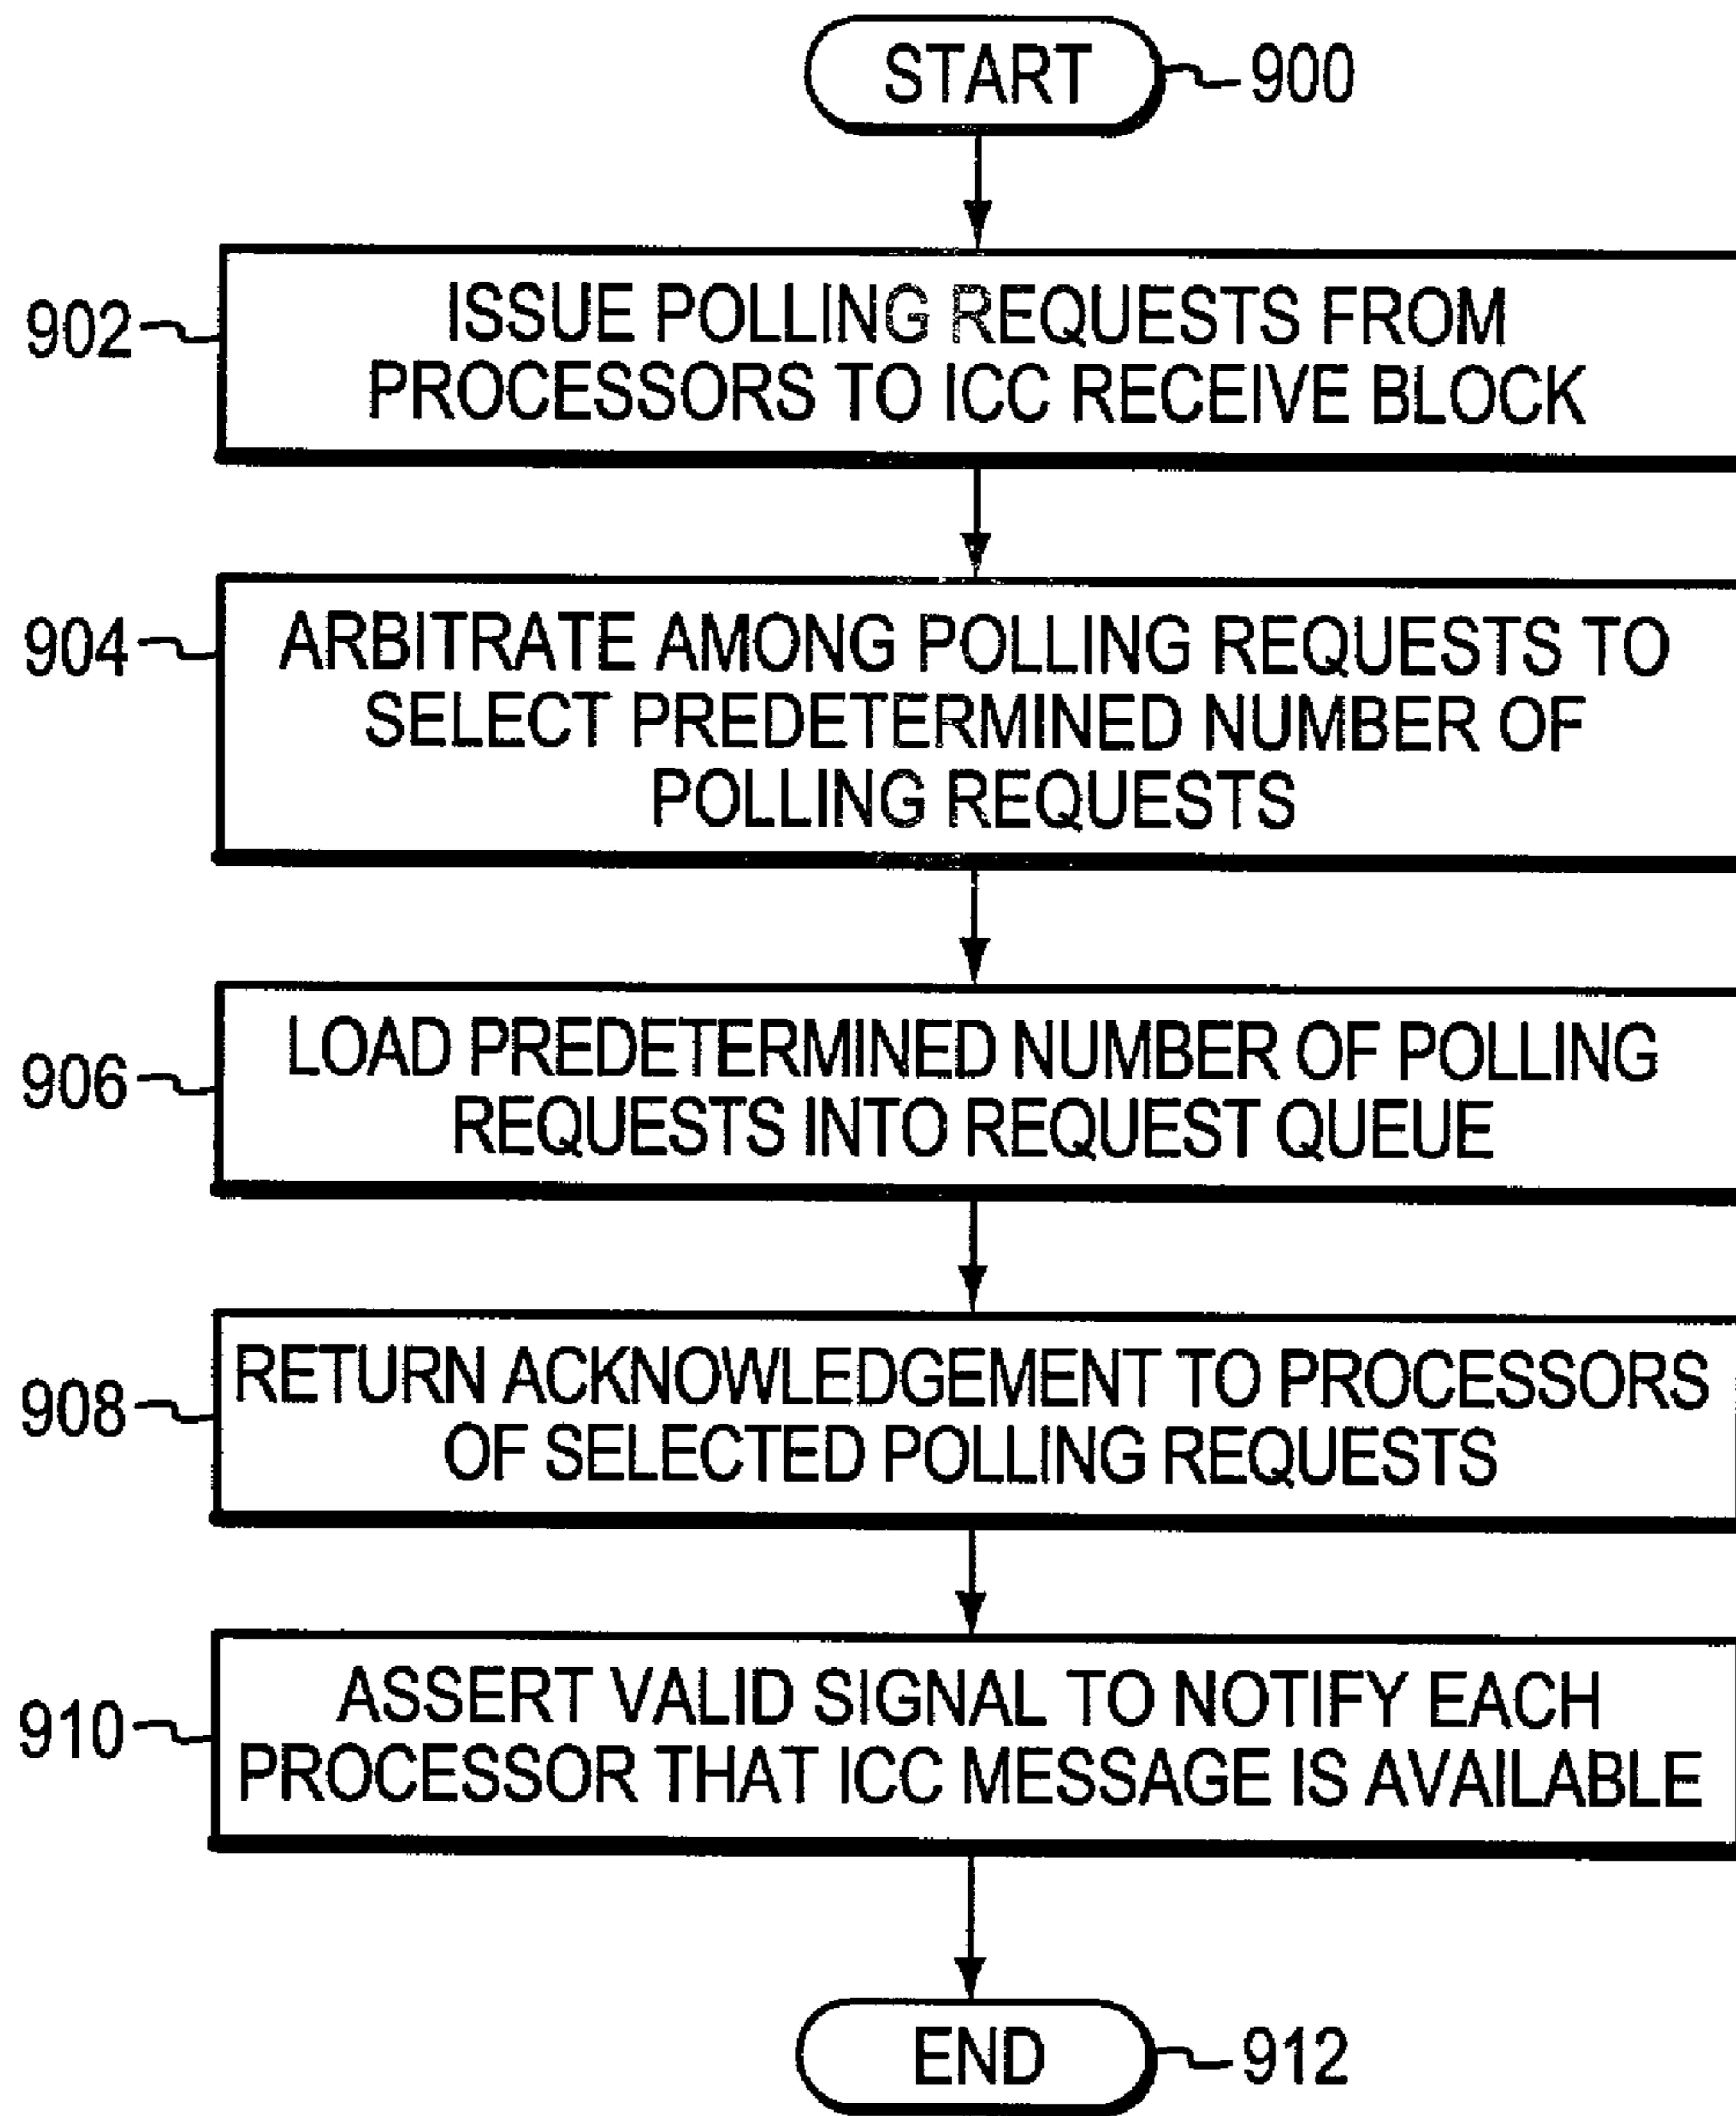 START
900
902
ISSUE POLLING REQUESTS FROM
PROCESSORS TO ICC RECEIVE BLOCK
904
ARBITRATE AMONG POLLING REQUESTS TO
SELECT PREDETERMINED NUMBER OF
POLLING REQUESTS
906
LOAD PREDETERMINED NUMBER OF POLLING
REQUESTS INTO REQUEST QUEUE
908
RETURN ACKNOWLEDGEMENT TO PROCESSORS
OF SELECTED POLLING REQUESTS
910
ASSERT VALID SIGNAL TO NOTIFY EACH
PROCESSOR THAT ICC MESSAGE IS AVAILABLE
END
912